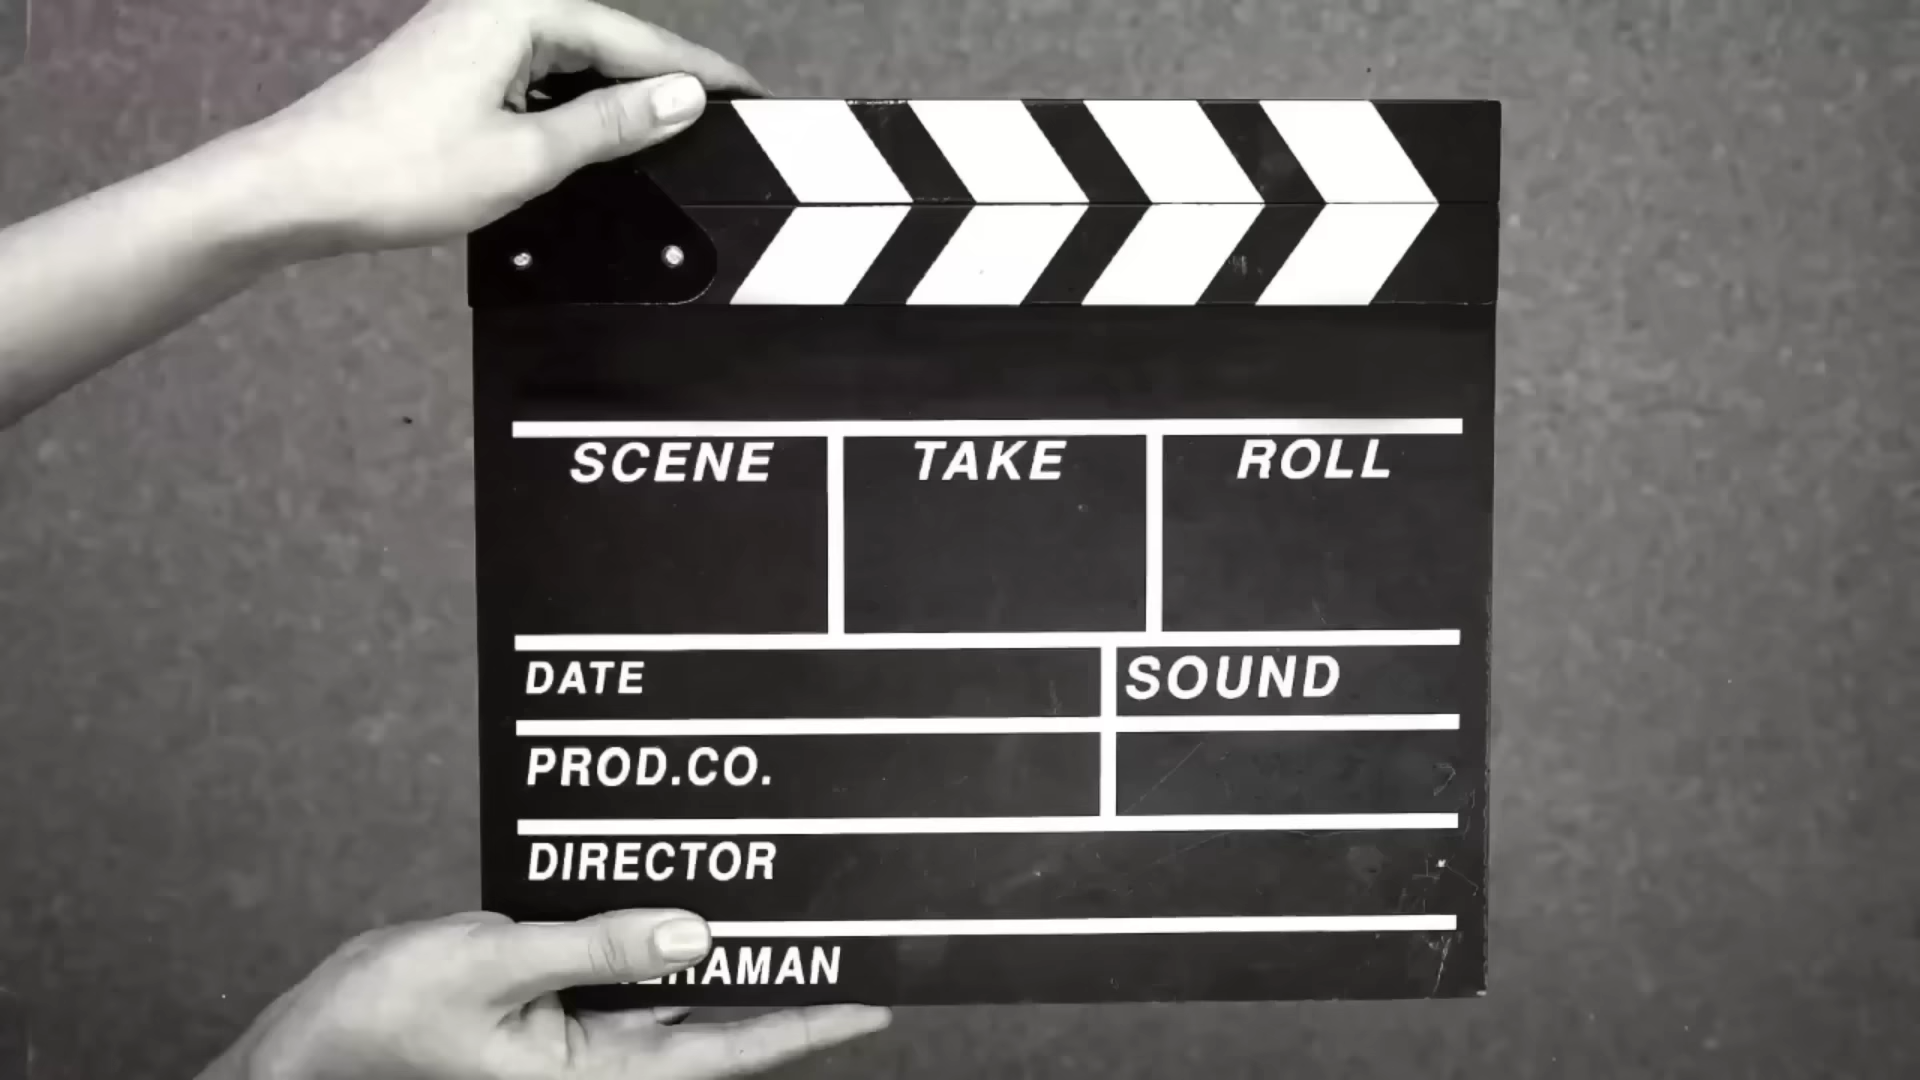 SCENE TAKE ROLL
DATE SOUND
PROD.CO.
DIRECTOR